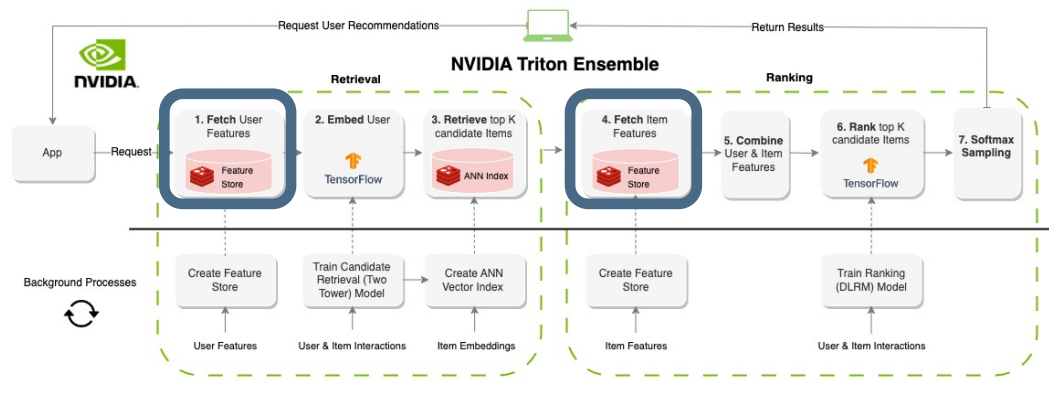 Request User Recommendations
Return Results
NVIDIA.
NVIDIA Triton Ensemble
Retrieval
Ranking
App
Request
1. Fetch User
Features
Feature
Store
2. Embed User
TensorFlow
3. Retrieve top K
candidate Items
ANN Index
4. Fetch Item
Features
Feature
Store
5. Combine
User & Item
Features
6. Rank top K
candidate Items
TensorFlow
7. Softmax
Sampling
Background Processes
Create Feature
Store
Train Candidate
Retrieval (Two
Tower) Model
Create ANN
Vector Index
Create Feature
Store
Train Ranking
(DLRM) Model
User Features
User & Item Interactions
Item Embeddings
Item Features
User & Item Interactions